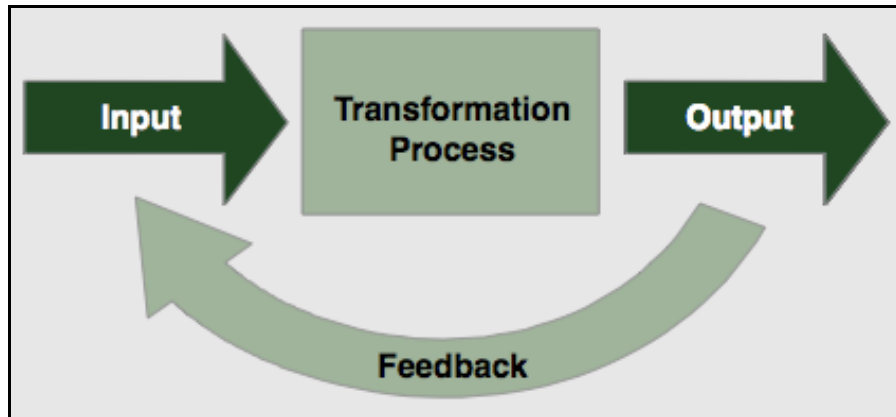 Input
Transformation
Process
Output
Feedback